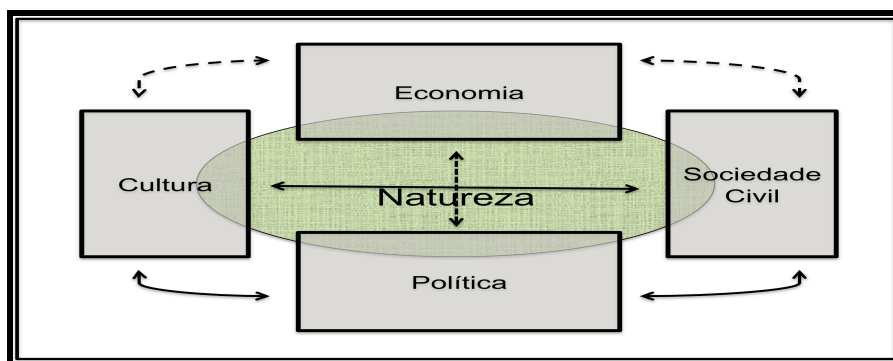 Economia
Cultura
Natureza
Sociedade
Civil
Política